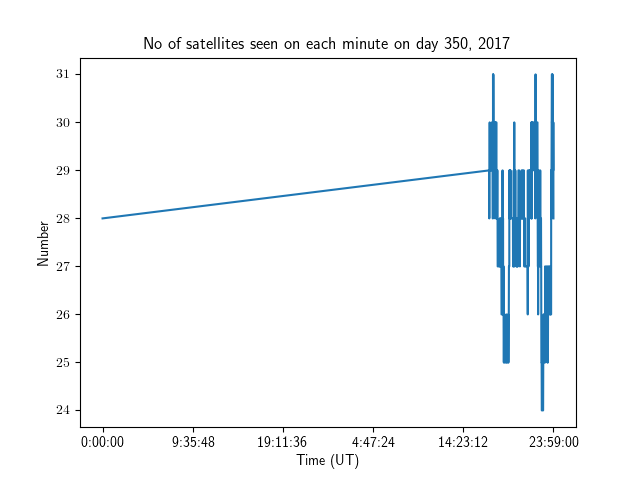 No of satellites seen on each minute on day 350, 2017
31
30
29
28
27
26
25
24
Number
0:00:00 9:35:48 19:11:36 4:47:24 14:23:12 23:59:00
Time (UT)